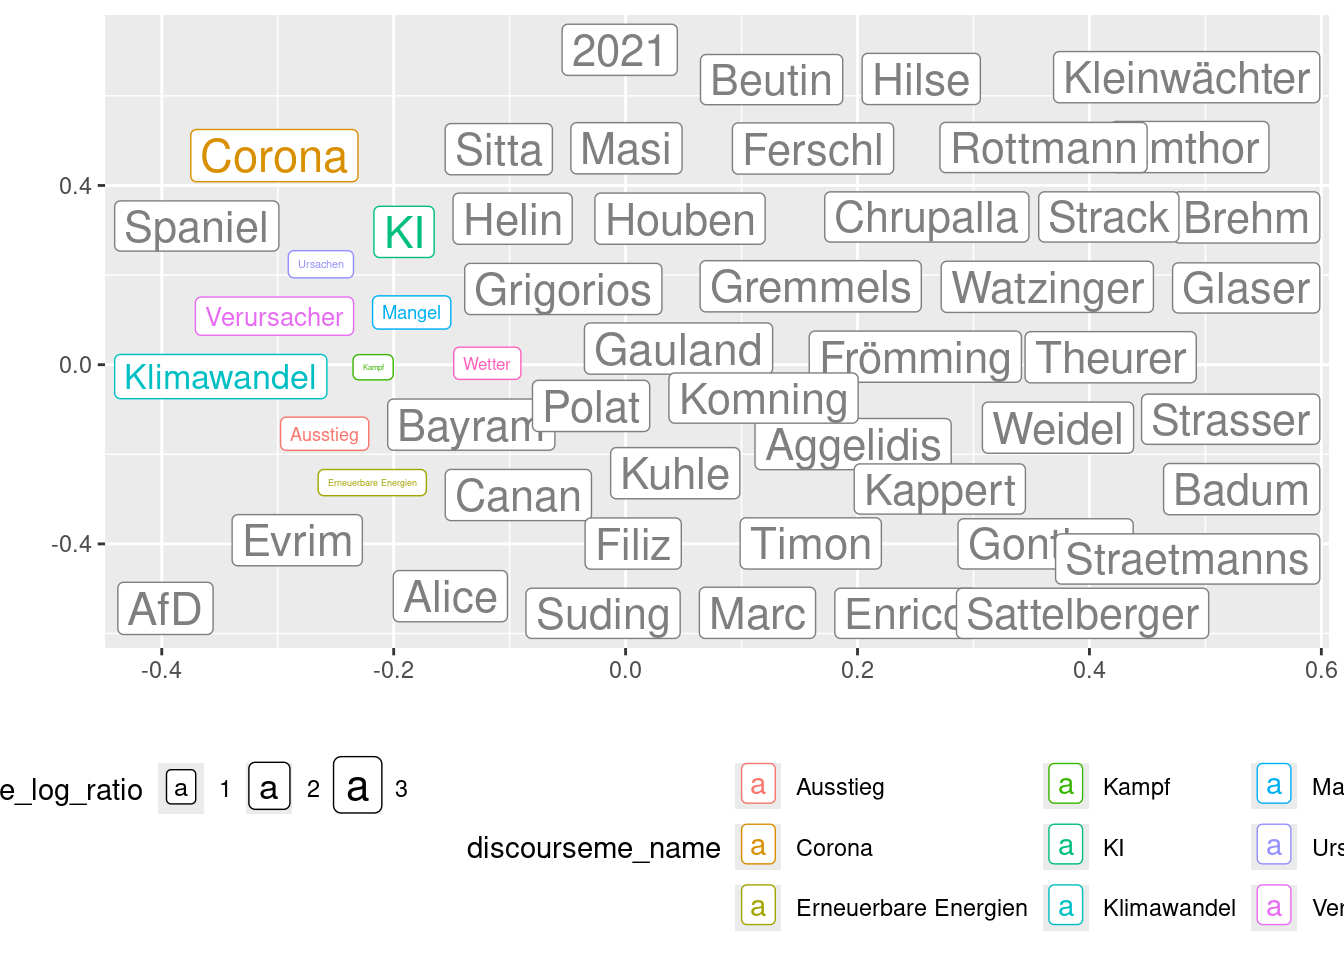 2021
Beutin Hilse Kleinwächter
Corona Sitta Masi Ferschl Rottmann mthor
0.4
Spaniel KI Helin Houben Chrupalla Strack Brehm
Ursachen
Verursacher Mangel Grigorios Gremmels Watzinger Glaser
0.0
Klimawandel Kampf Wetter Gauland Frömming Theurer
Ausstieg Bayram Polat Komning Aggelidis Weidel Strasser
Erneuerbare Energien Canan Kuhle Kappert Badum
-0.4
Evrim Filiz Timon Gont Straetmanns
AfD Alice Suding Marc Enrico Sattelberger
-0.4 -0.2 0.0 0.2 0.4 0.6
e_log_ratio a 1 a 2 a 3
discourseme_name
a Ausstieg a Kampf a Ma
a Corona a KI a Urs
a Erneuerbare Energien a Klimawandel a Ver